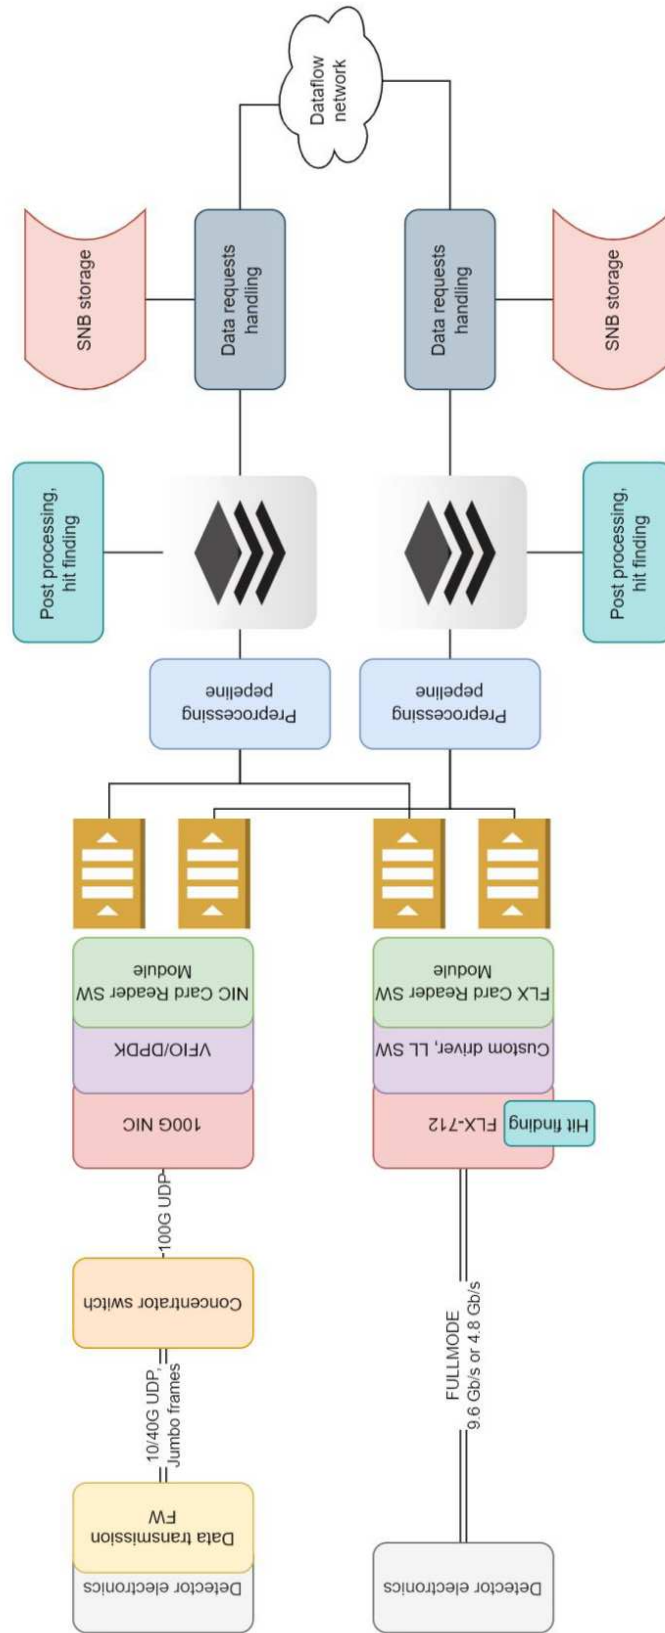 Dataflow
network
SNB storage
SNB storage
Data requests
handling
Data requests
handling
Post processing,
hit finding
Post processing,
hit finding
Preprocessing
pepeline
Preprocessing
pepeline
NIC Card Reader SW
Module
FLX Card Reader SW
Module
VFIO/DPDK
Custom driver, LL SW
100G NIC
FLX-712
Hit finding
100G UDP
Concentrator switch
FULLMODE
9.6 Gb/s or 4.8 Gb/s
10/40G UDP,
Jumbo frames
Data transmission
FW
Detector electronics
Detector electronics